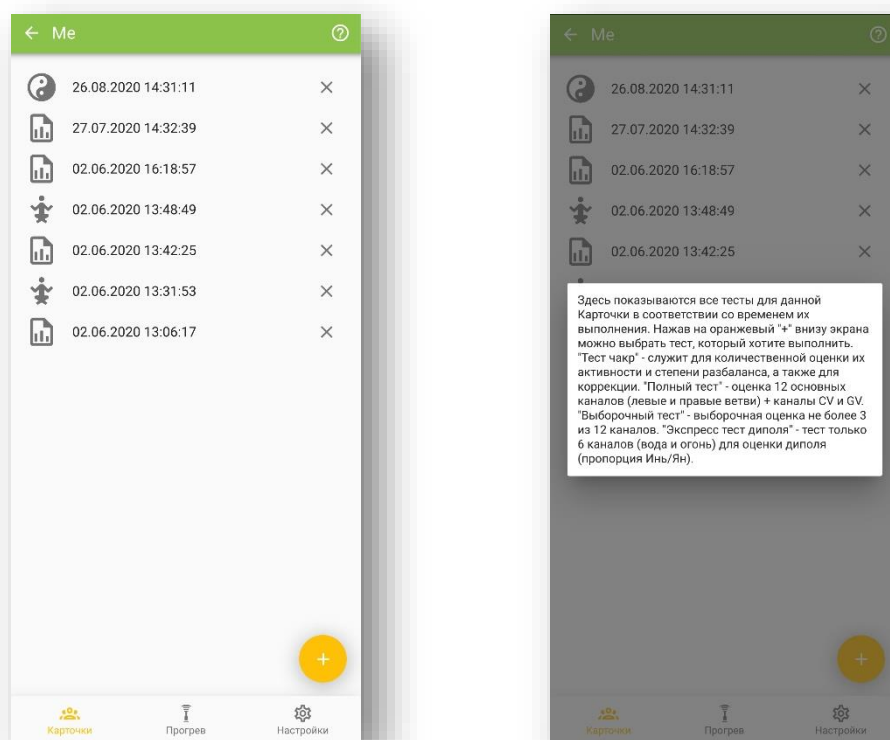 Me
26.08.2020 14:31:11
27.07.2020 14:32:39
02.06.2020 16:18:57
02.06.2020 13:48:49
02.06.2020 13:42:25
02.06.2020 13:31:53
02.06.2020 13:06:17
Карточки
Прогрев
Настройки
Me
26.08.2020 14:31:11
27.07.2020 14:32:39
02.06.2020 16:18:57
02.06.2020 13:48:49
02.06.2020 13:42:25
Здесь показываются все тесты для данной
Карточки в соответствии со временем их
выполнения. Нажав на оранжевый "+" внизу экрана
можно выбрать тест, который хотите выполнить.
"Тест чакр" - служит для количественной оценки их
активности и степени разбаланса, а также для
коррекции. "Полный тест" - оценка 12 основных
каналов (левые и правые ветви) + каналы CV и GV.
"Выборочный тест" - выборочная оценка не более 3
из 12 каналов. "Экспресс тест диполя" - тест только
6 каналов (вода и огонь) для оценки диполя
(пропорция Инь/Ян).
Карточки
Прогрев
Настройки